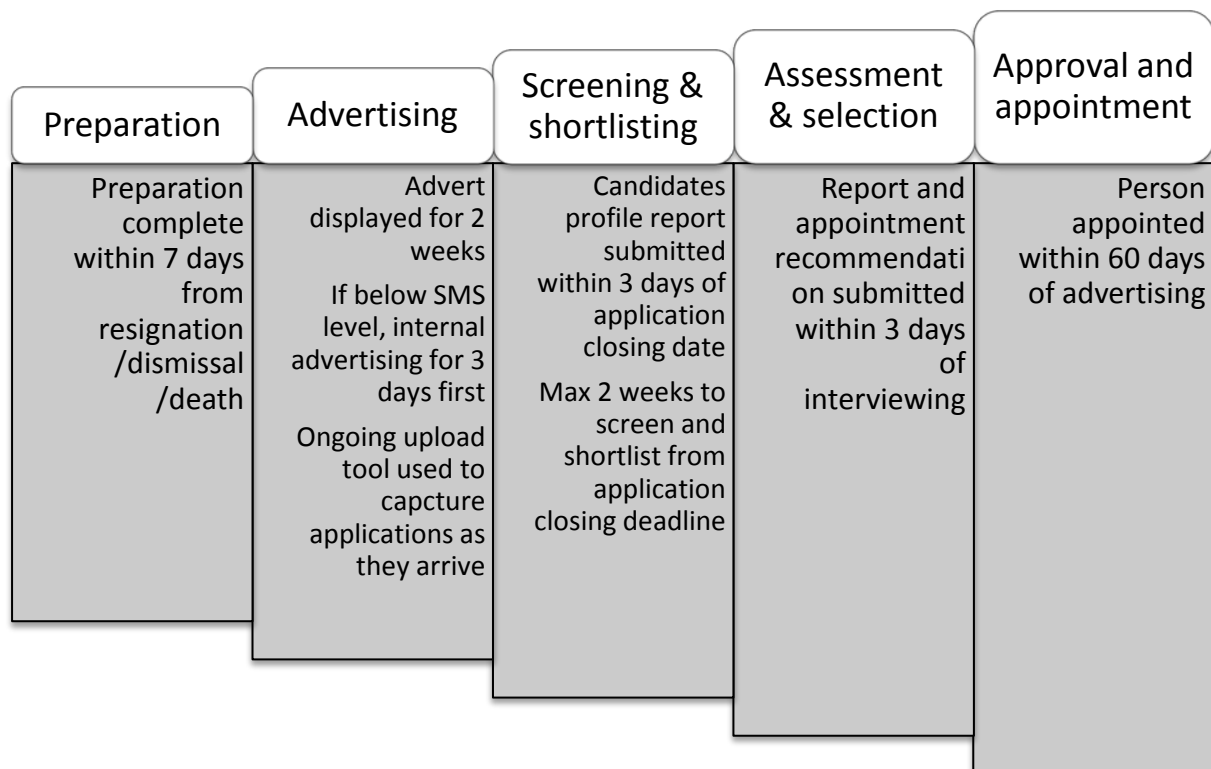 Preparation
Preparation
complete
within 7 days
from
resignation
/dismissal
/death
Advertising
Advert
displayed for 2
weeks
If below SMS
level, internal
advertising for 3
days first
Ongoing upload
tool used to
capcture
applications as
they arrive
Screening &
shortlisting
Candidates
profile report
submitted
within 3 days of
application
closing date
Max 2 weeks to
screen and
shortlist from
application
closing deadline
Assessment
& selection
Report and
appointment
recommendati
on submitted
within 3 days
of
interviewing
Approval and
appointment
Person
appointed
within 60 days
of advertising